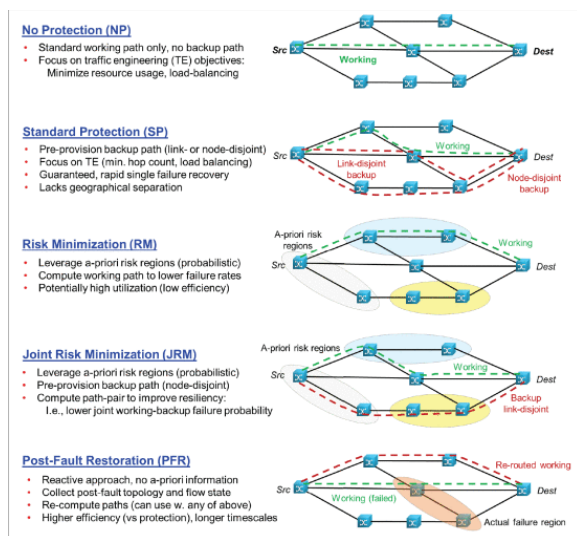 No Protection (NP)
• Standard working path only, no backup path
• Focus on traffic engineering (TE) objectives:
Minimize resource usage, load-balancing
Src
Working
Dest
Standard Protection (SP)
• Pre-provision backup path (link- or node-disjoint)
• Focus on TE (min. hop count, load balancing)
• Guaranteed, rapid single failure recovery
• Lacks geographical separation
Src
Link-disjoint
backup
Working
Dest
Node-disjoint
backup
Risk Minimization (RM)
• Leverage a-priori risk regions (probabilistic)
• Compute working path to lower failure rates
• Potentially high utilization (low efficiency)
A-priori risk
regions
Src
Working
Dest
Joint Risk Minimization (JRM)
• Leverage a-priori risk regions (probabilistic)
• Pre-provision backup path (node-disjoint)
• Compute path-pair to improve resiliency:
I.e., lower joint working-backup failure probability
A-priori risk regions
Src
Working
Dest
Backup
link-disjoint
Post-Fault Restoration (PFR)
• Reactive approach, no a-priori information
• Collect post-fault topology and flow state
• Re-compute paths (can use w. any of above)
• Higher efficiency (vs protection), longer timescales
Re-routed working
Src
Working (failed)
Dest
Actual failure region